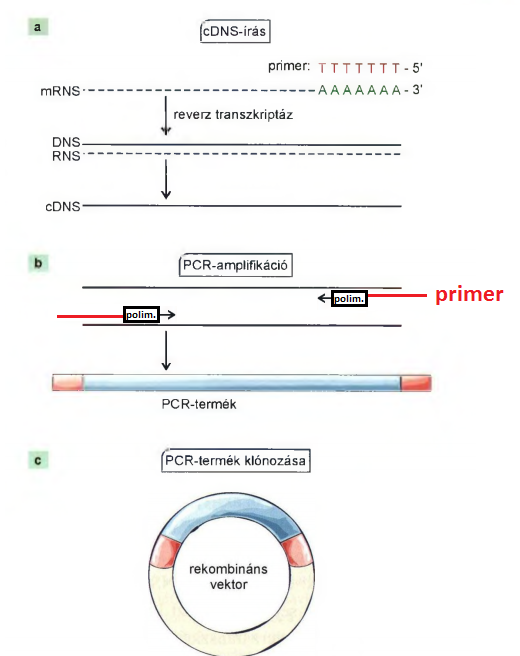 a
cDNS-írás
primer: T T T T T T T - 5'
mRNS A A A A A A A - 3'
reverz transzkriptáz
DNS
RNS
cDNS
b
PCR-amplifikáció
polim. primer
polim.
PCR-termék
c
PCR-termék klónozása
rekombináns
vektor